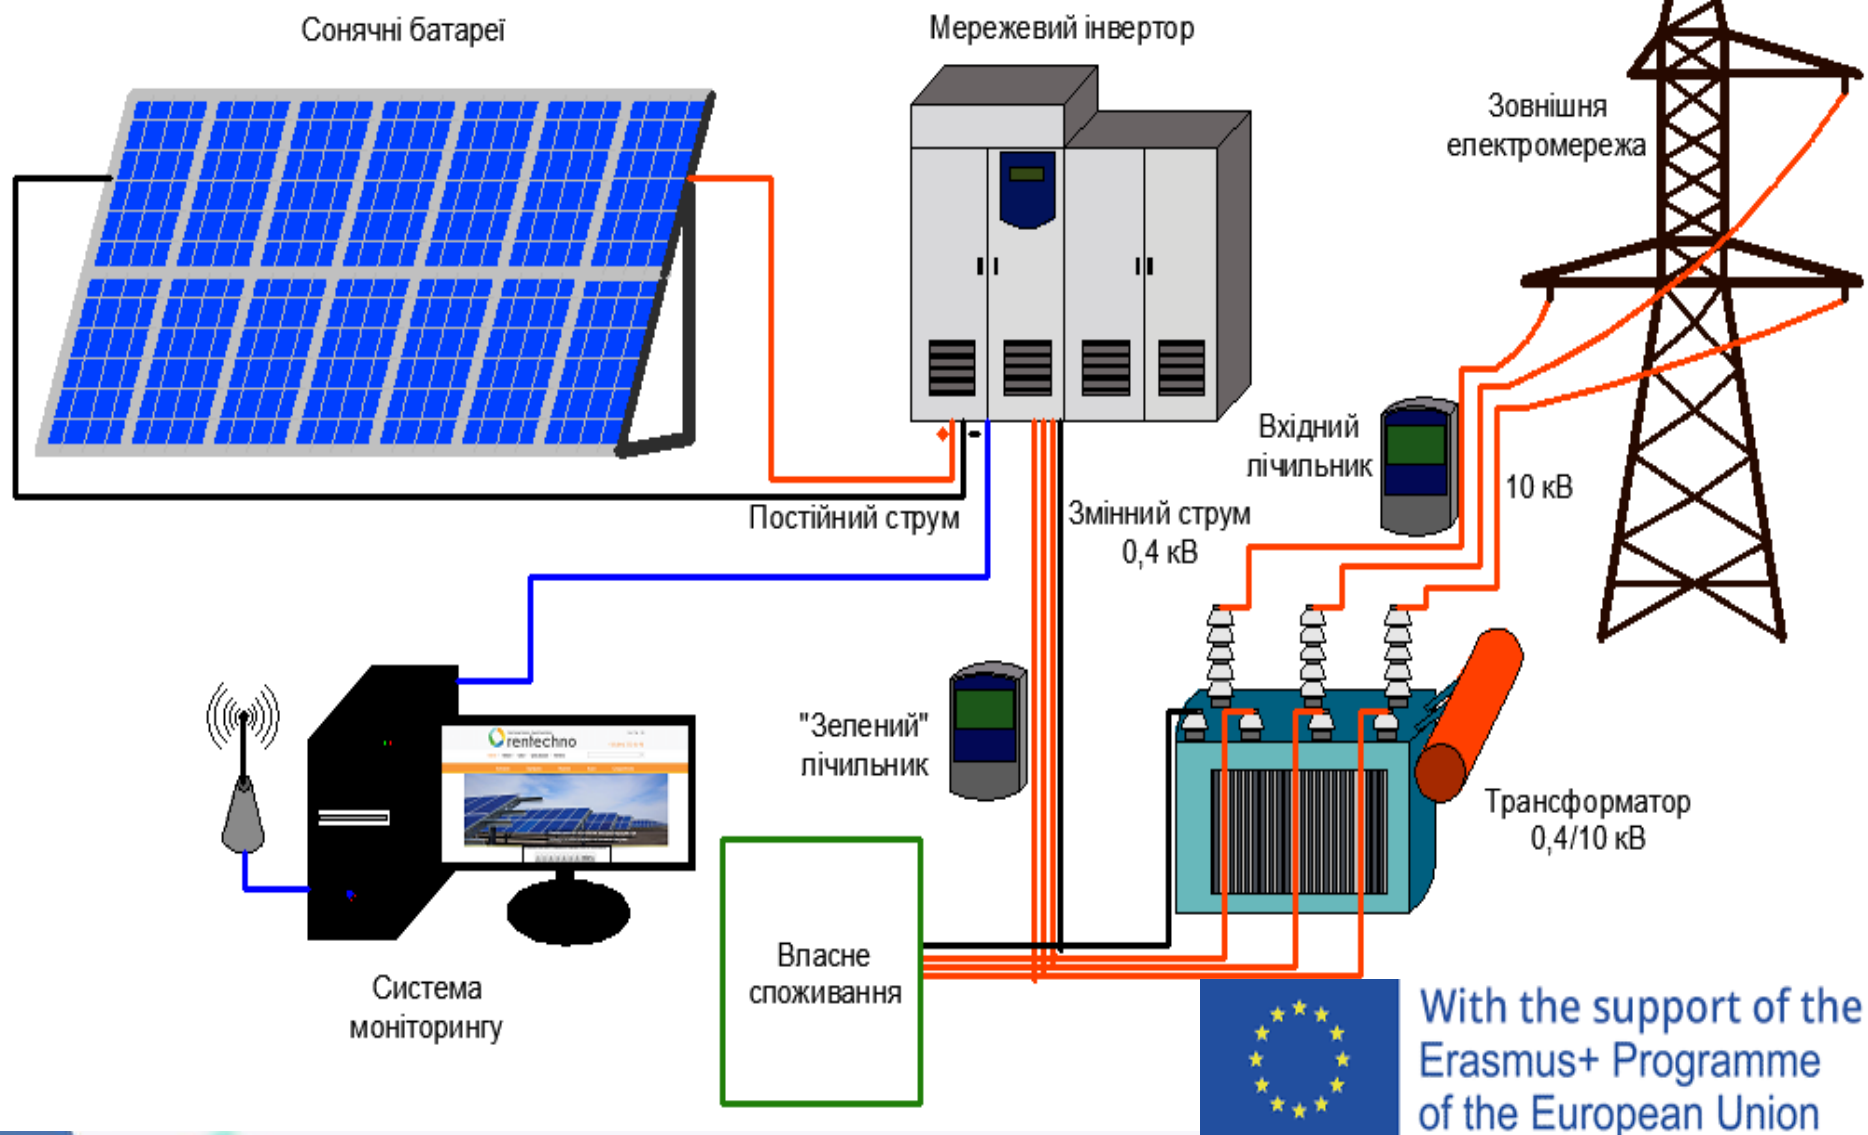 Сонячні батареї
Мережевий інвертор
Зовнішня
електромережа
Вхідний
лічильник
10 кВ
Постійний струм
Змінний струм
0,4 кВ
"Зелений"
лічильник
rentechno
Трансформатор
0,4/10 кВ
Власне
споживання
Система
моніторингу
With the support of the
Erasmus+ Programme
of the European Union